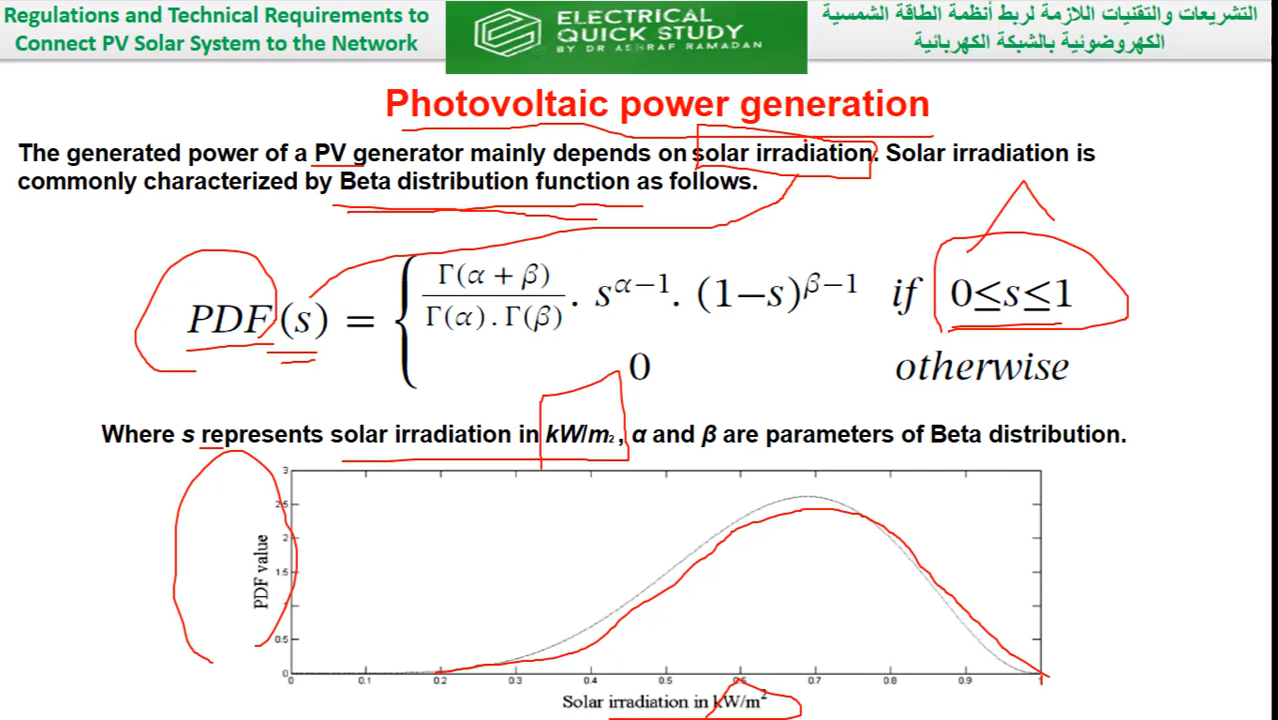 Regulations and Technical Requirements to
Connect PV Solar System to the Network
ELECTRICAL
QUICK STUDY
BY DR ASHRAF RAMADAN
التشريعات والتقنيات اللازمة لربط أنظمة الطاقة الشمسية
الكهروضوئية بالشبكة الكهربائية
Photovoltaic power generation
The generated power of a PV generator mainly depends on solar irradiation. Solar irradiation is
commonly characterized by Beta distribution function as follows.
PDF(s) = { Γ(α + β) / Γ(α) . Γ(β) . s^{α−1}. (1−s)^{β−1} if 0≤s≤1
0 otherwise
Where s represents solar irradiation in kW/m₂, α and β are parameters of Beta distribution.
3
2.5
2
1.5
1
0.5
0
PDF value
0 0.1 0.2 0.3 0.4 0.5 0.6 0.7 0.8 0.9 1
Solar irradiation in kW/m²